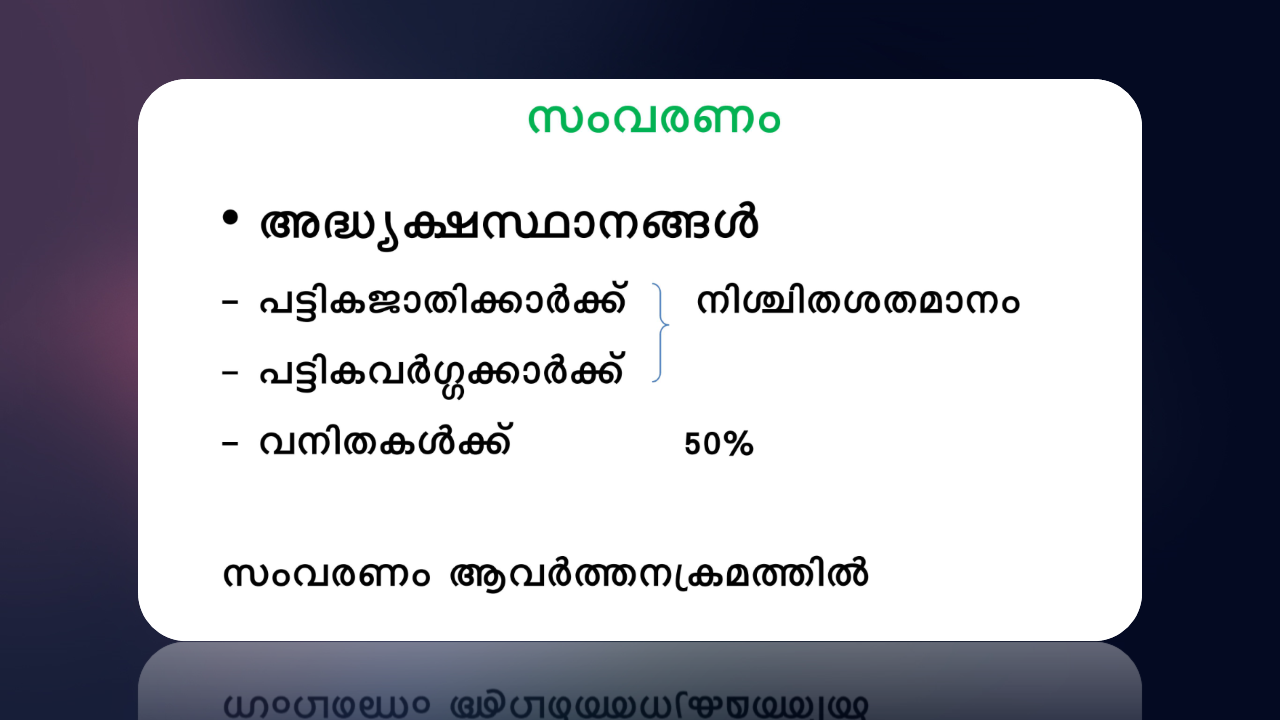 സംവരണം
• അദ്ധ്യക്ഷസ്ഥാനങ്ങൾ
– പട്ടികജാതിക്കാർക്ക് നിശ്ചിതശതമാനം
– പട്ടികവർഗ്ഗക്കാർക്ക്
– വനിതകൾക്ക് 50%
സംവരണം ആവർത്തനക്രമത്തിൽ